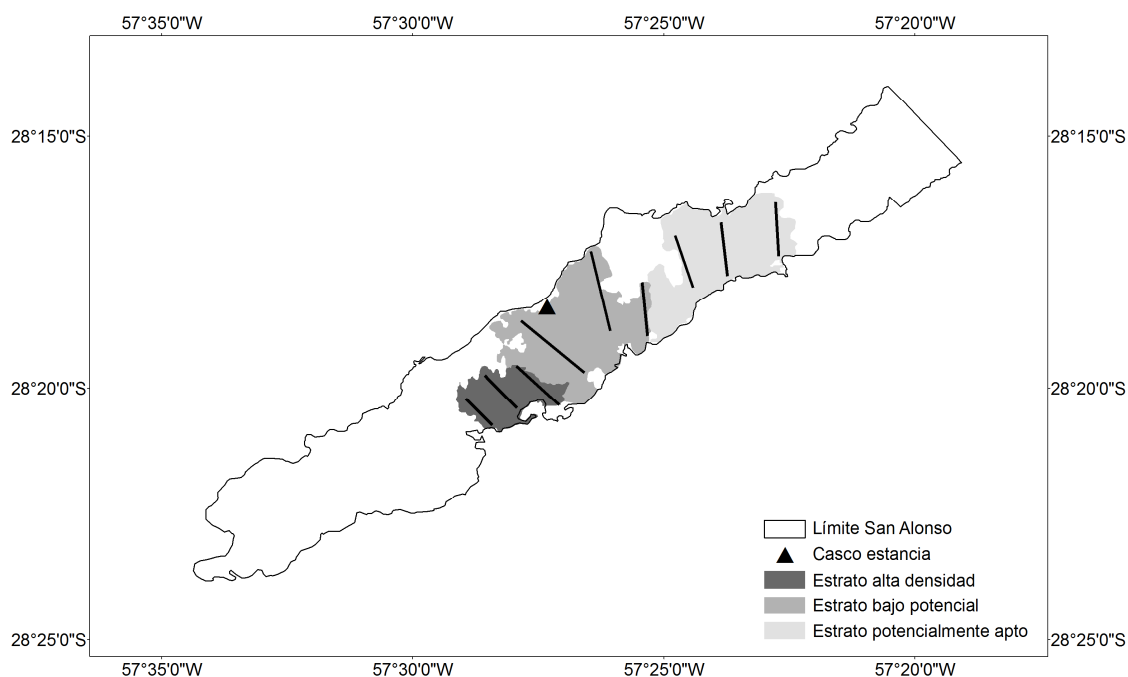 57°35'0"W 57°30'0"W 57°25'0"W 57°20'0"W
28°15'0"S 28°15'0"S
28°20'0"S 28°20'0"S
Límite San Alonso
Casco estancia
Estrato alta densidad
Estrato bajo potencial
Estrato potencialmente apto
28°25'0"S 28°25'0"S
57°35'0"W 57°30'0"W 57°25'0"W 57°20'0"W